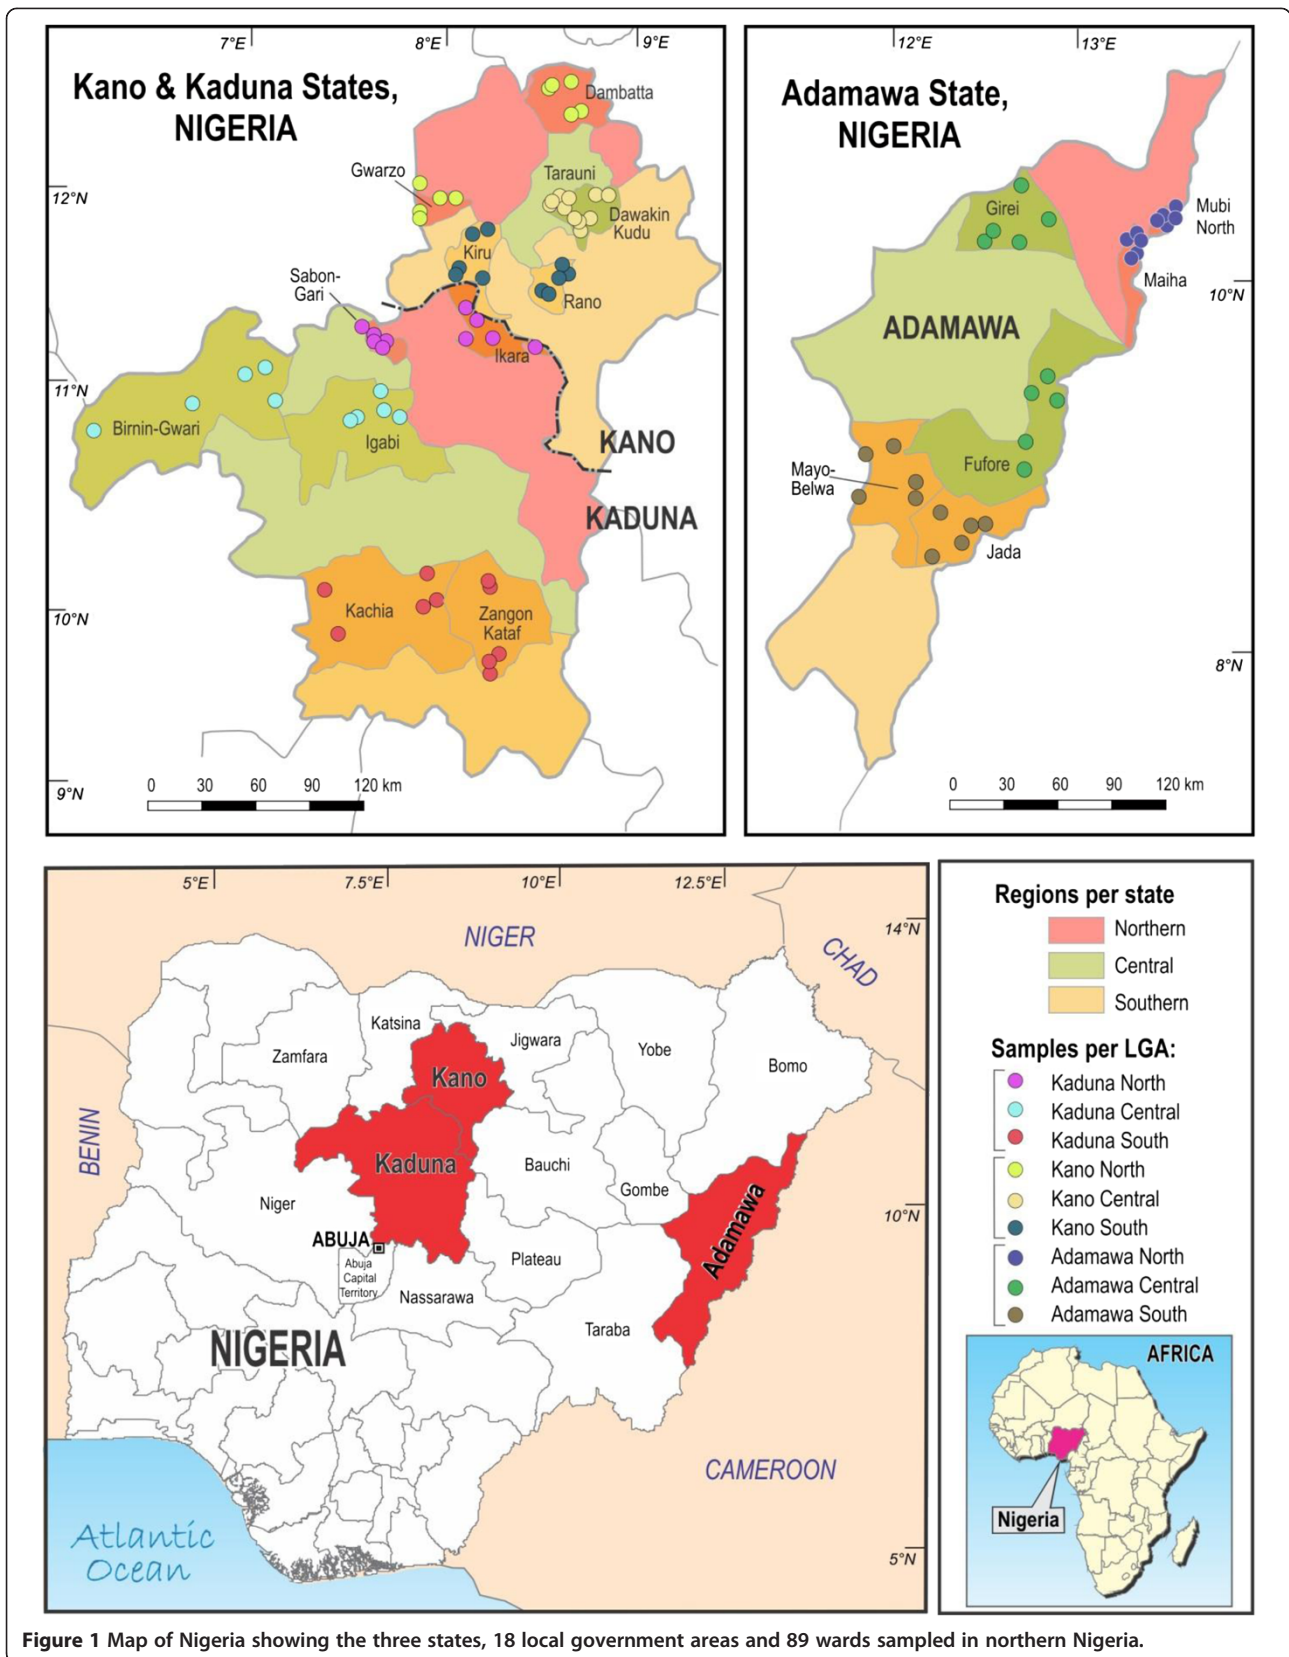 7°E
8°E
9°E
Kano & Kaduna States,
NIGERIA
Dambatta
Gwarzo
12°N
Tarauni
Dawakin
Kudu
Kiru
Sabon-
Gari
Rano
Ikara
11°N
Birnin-Gwari
Igabi
KANO
KADUNA
Kachia
Zangon
Kataf
10°N
9°N
0 30 60 90 120 km
12°E
13°E
Adamawa State,
NIGERIA
Girei
Mubi
North
Maiha
10°N
ADAMAWA
Mayo-
Belwa
Fufore
Jada
8°N
0 30 60 90 120 km
5°E
7.5°E
10°E
12.5°E
14°N
NIGER
CHAD
Katsina
Jigwara
Zamfara
Yobe
Bomo
Kano
BENIN
Kaduna
Bauchi
Gombe
Niger
Adamawa
10°N
ABUJA
Abuja
Capital
Territory
Plateau
Nassarawa
Taraba
NIGERIA
CAMEROON
Atlantic
Ocean
5°N
Regions per state
Northern
Central
Southern
Samples per LGA:
Kaduna North
Kaduna Central
Kaduna South
Kano North
Kano Central
Kano South
Adamawa North
Adamawa Central
Adamawa South
AFRICA
Nigeria
Figure 1 Map of Nigeria showing the three states, 18 local government areas and 89 wards sampled in northern Nigeria.